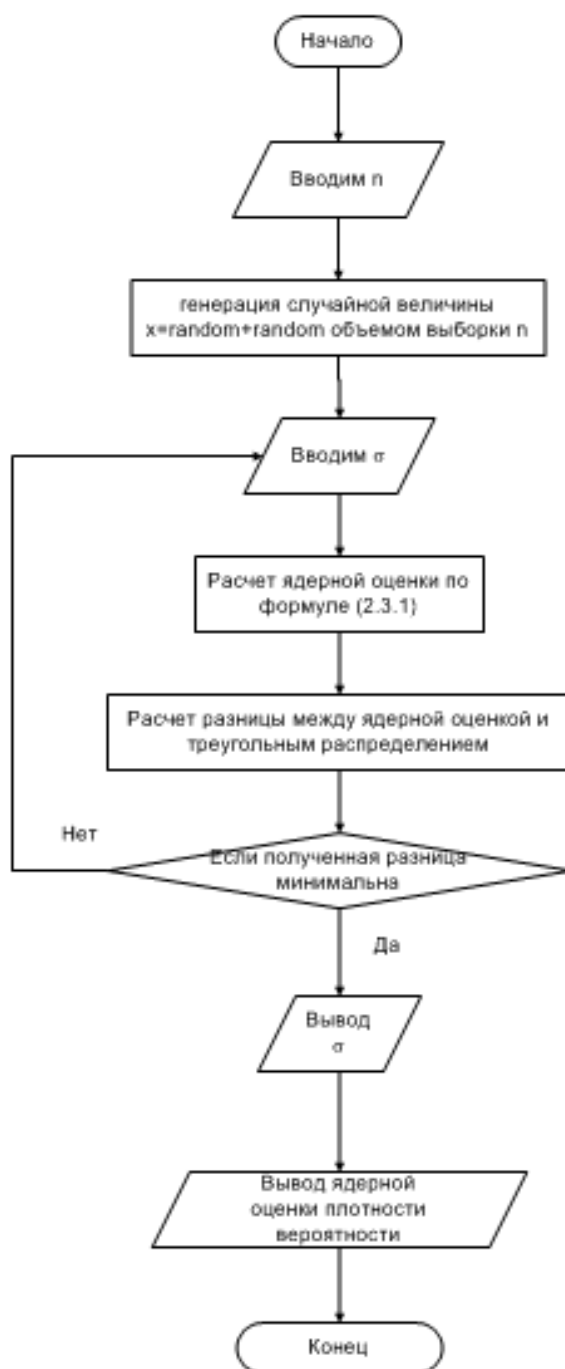 Начало
Вводим n
генерация случайной величины
x=random+random объемом выборки n
Вводим σ
Расчет ядерной оценки по
формуле (2.3.1)
Расчет разницы между ядерной оценкой и
треугольным распределением
Нет
Если полученная разница
минимальна
Да
Вывод
σ
Вывод ядерной
оценки плотности
вероятности
Конец